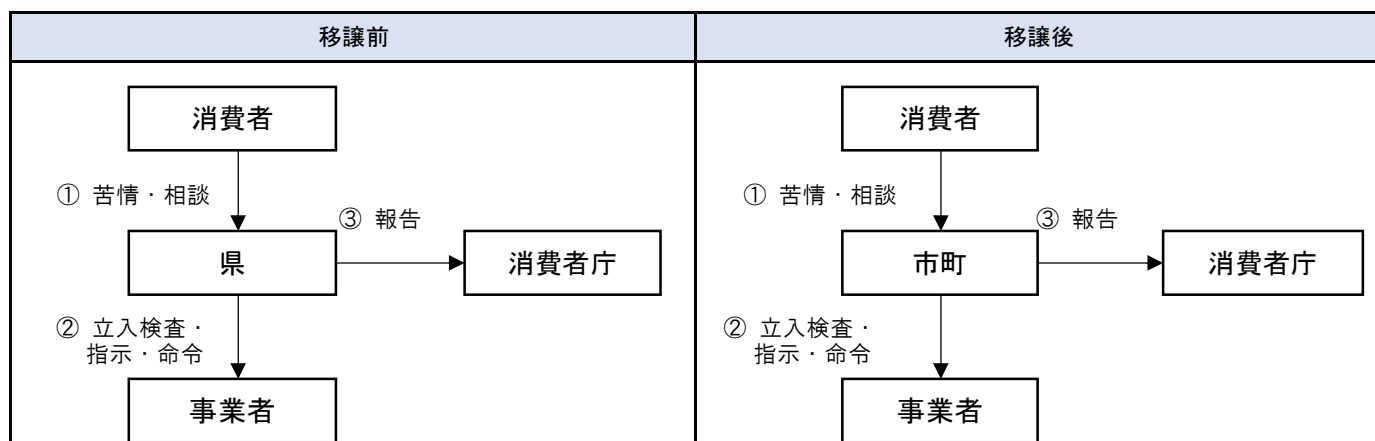 移譲前
消費者
① 苦情・相談
③ 報告
県
消費者庁
② 立入検査・
指示・命令
事業者
移譲後
消費者
① 苦情・相談
③ 報告
市町
消費者庁
② 立入検査・
指示・命令
事業者